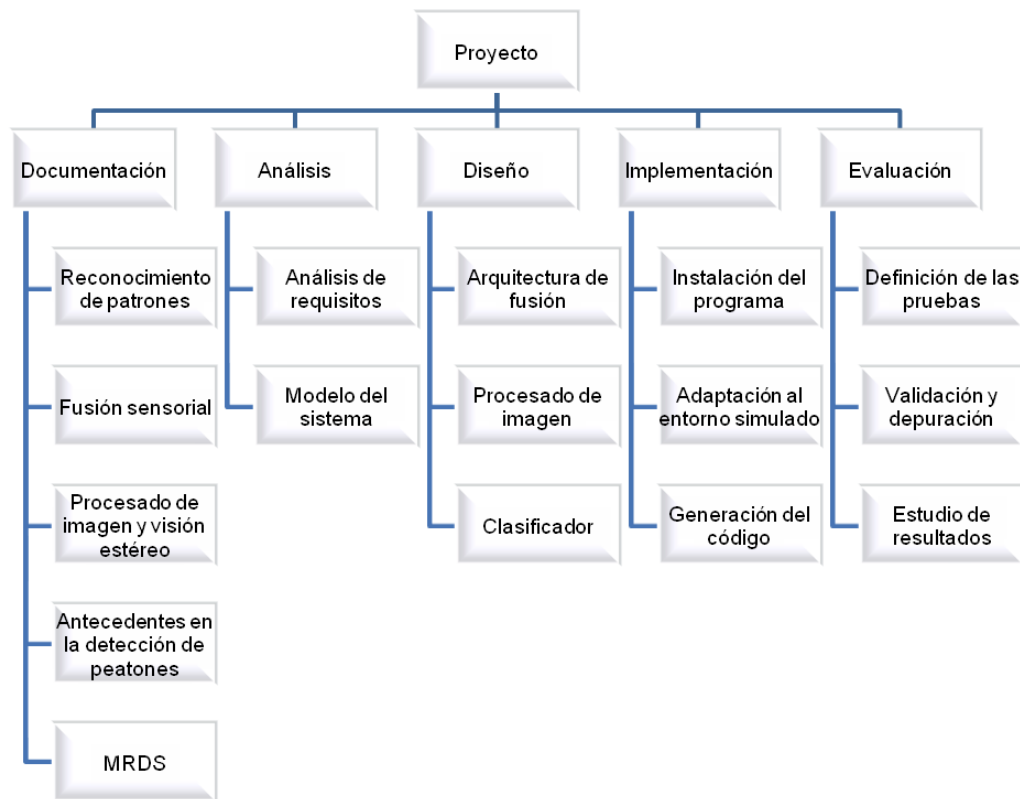 Proyecto
Documentación
Análisis
Diseño
Implementación
Evaluación
Reconocimiento
de patrones
Fusión sensorial
Procesado de
imagen y visión
estéreo
Antecedentes en
la detección de
peatones
MRDS
Análisis de
requisitos
Modelo del
sistema
Arquitectura de
fusión
Procesado de
imagen
Clasificador
Instalación del
programa
Adaptación al
entorno simulado
Generación del
código
Definición de las
pruebas
Validación y
depuración
Estudio de
resultados